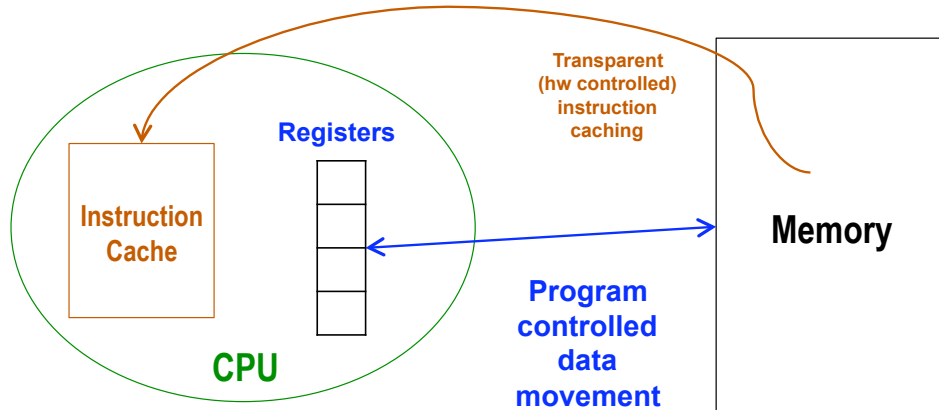 Transparent
(hw controlled)
instruction
caching
Registers
Instruction
Cache
Memory
Program
controlled
data
movement
CPU